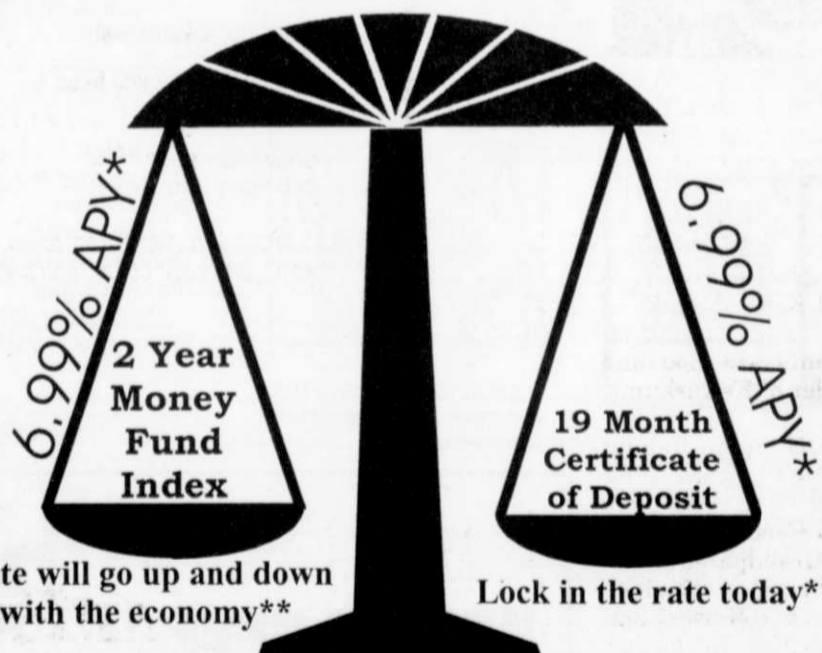 6.99% APY*
2 Year
Money
Fund
Index
te will go up and down
with the economy**
6.99% APY*
19 Month
Certificate
of Deposit
Lock in the rate today*